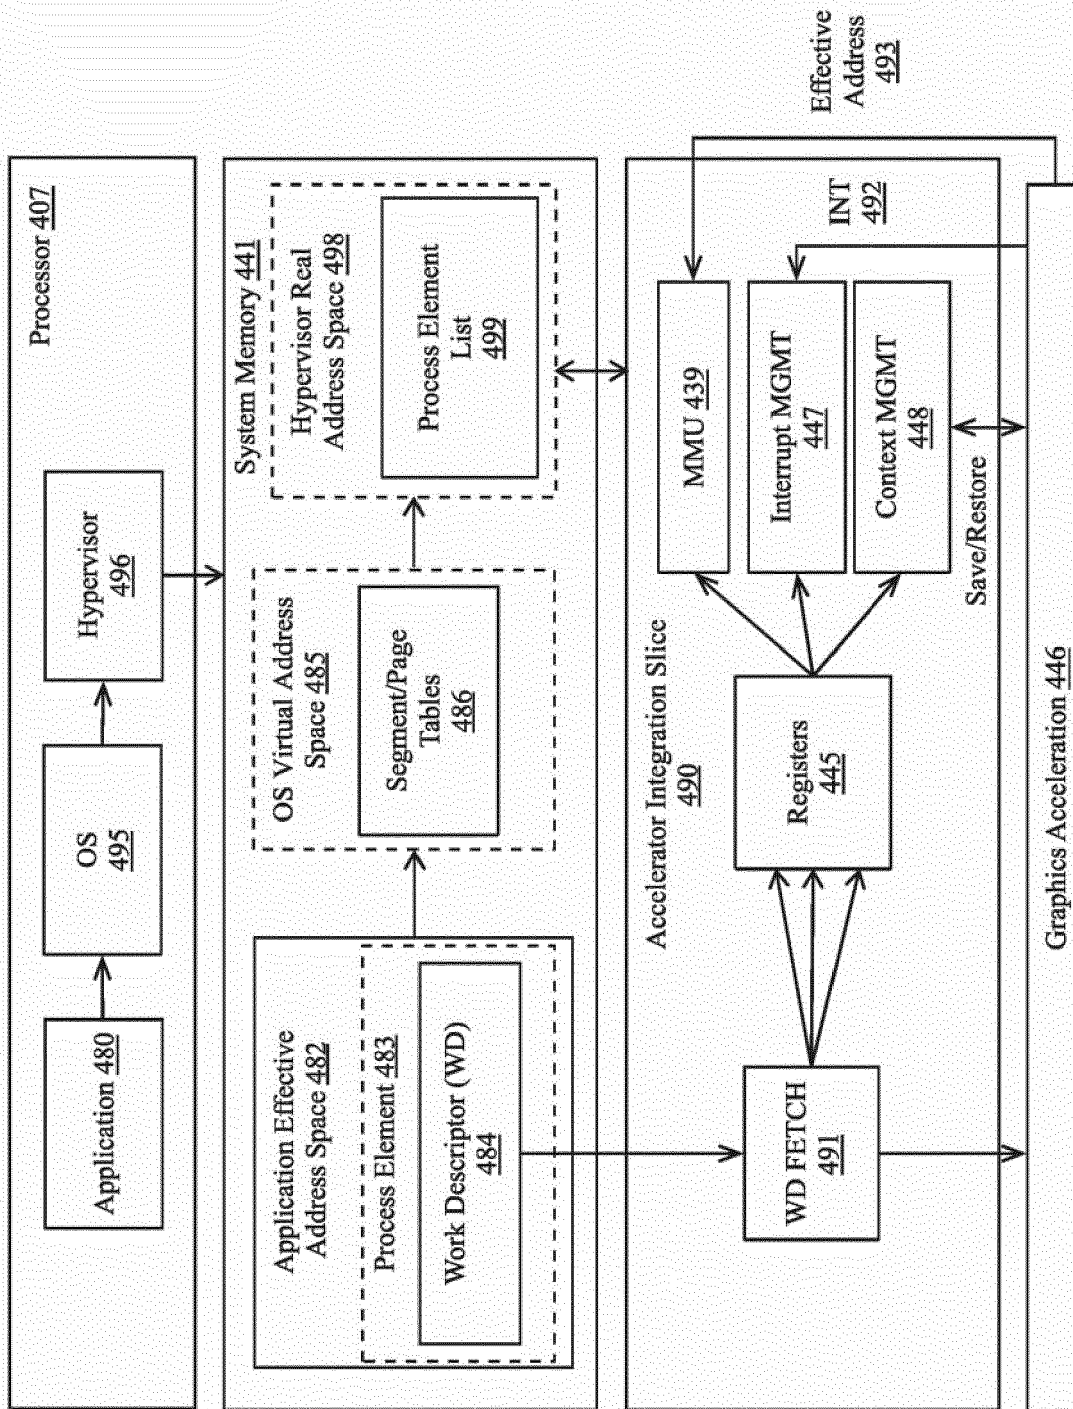 Processor 407
Application 480
OS
495
Hypervisor
496
System Memory 441
Application Effective
Address Space 482
Process Element 483
Work Descriptor (WD)
484
OS Virtual Address
Space 485
Segment/Page
Tables
486
Hypervisor Real
Address Space 498
Process Element
List
499
Accelerator Integration Slice
490
WD FETCH
491
Registers
445
MMU 439
Interrupt MGMT
447
Context MGMT
448
Save/Restore
INT
492
Effective
Address
493
Graphics Acceleration 446